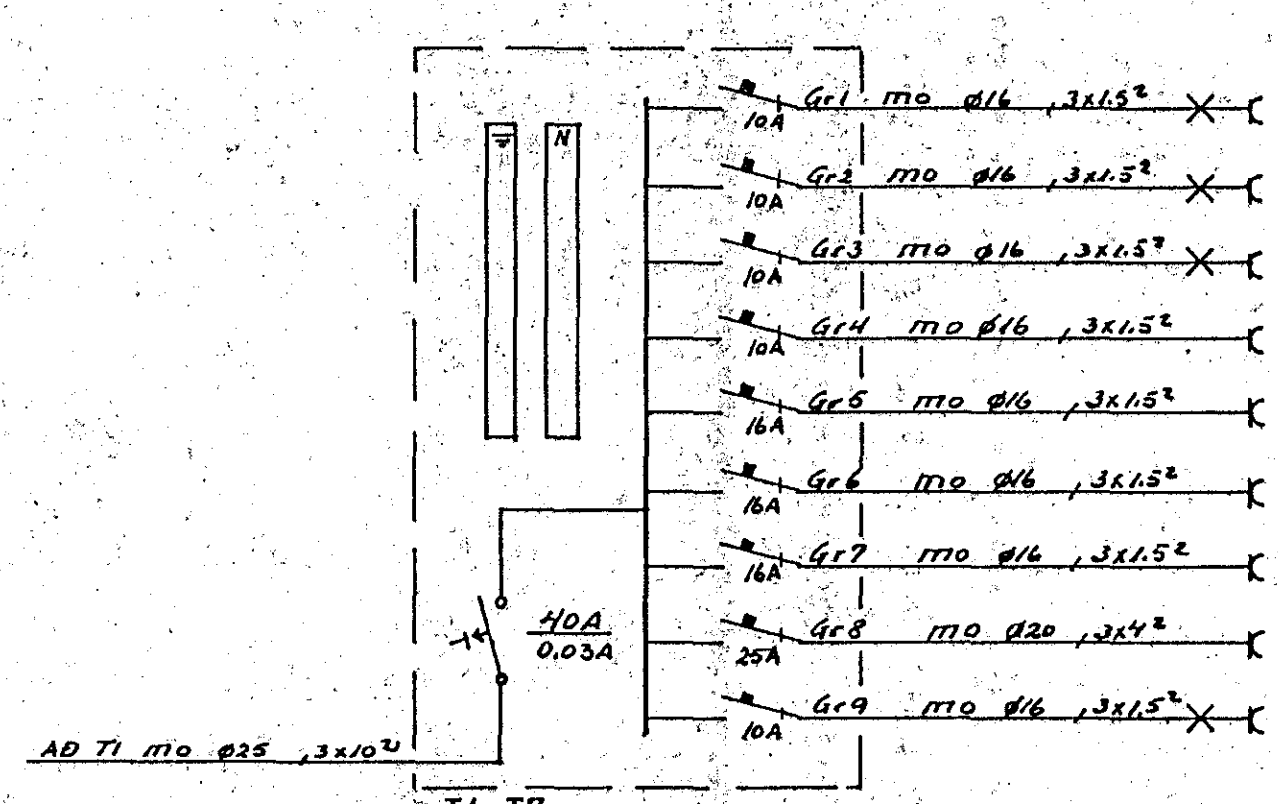 Gr1 mo ø16 , 3x1.5²
10A
N
Gr2 mo ø16 , 3x1.5²
10A
Gr3 mo ø16 , 3x1.5²
10A
Gr4 mo ø16 , 3x1.5²
10A
Gr5 mo ø16 , 3x1.5²
16A
Gr6 mo ø16 , 3x1.5²
16A
Gr7 mo ø16 , 3x1.5²
16A
40A
0.03A
Gr8 mo ø20 , 3x4²
25A
Gr9 mo ø16 , 3x1.5²
10A
AÐ T1 mo ø25 , 3x10²